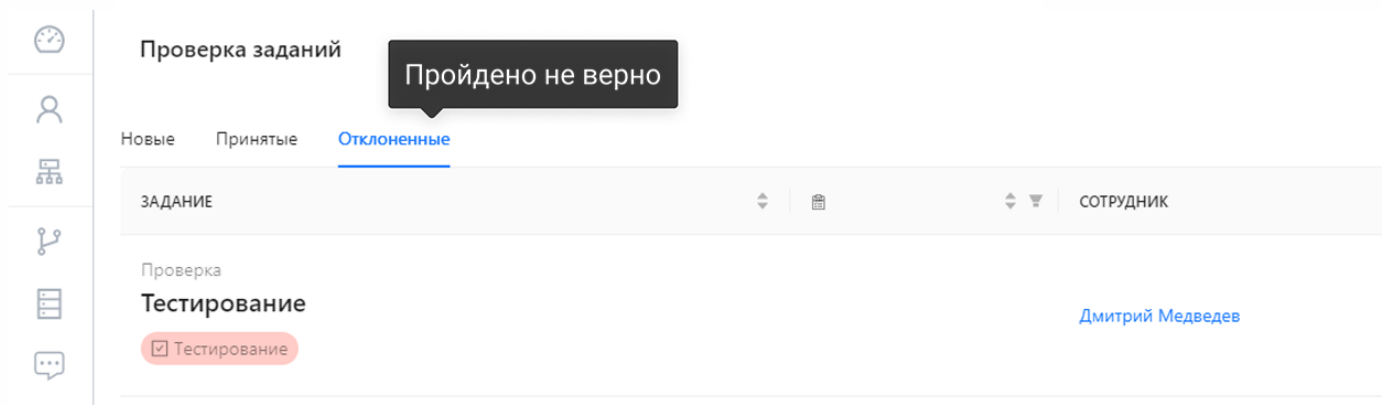 Проверка заданий
Пройдено не верно
Новые Принятые Отклоненные
ЗАДАНИЕ СОТРУДНИК
Проверка
Тестирование
Дмитрий Медведев
Тестирование